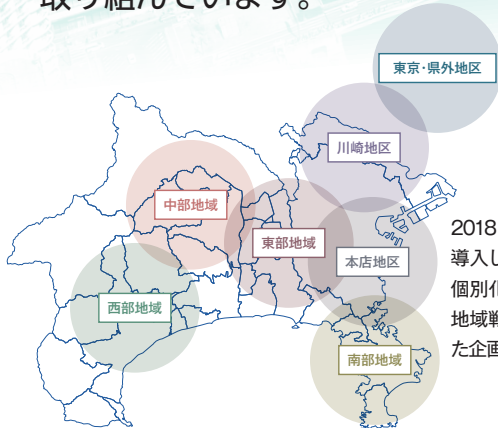 取り組んでいます。
東京・県外地区
川崎地区
中部地域
東部地域
本店地区
西部地域
南部地域
2018
導入し
個別化
地域戦
た企画